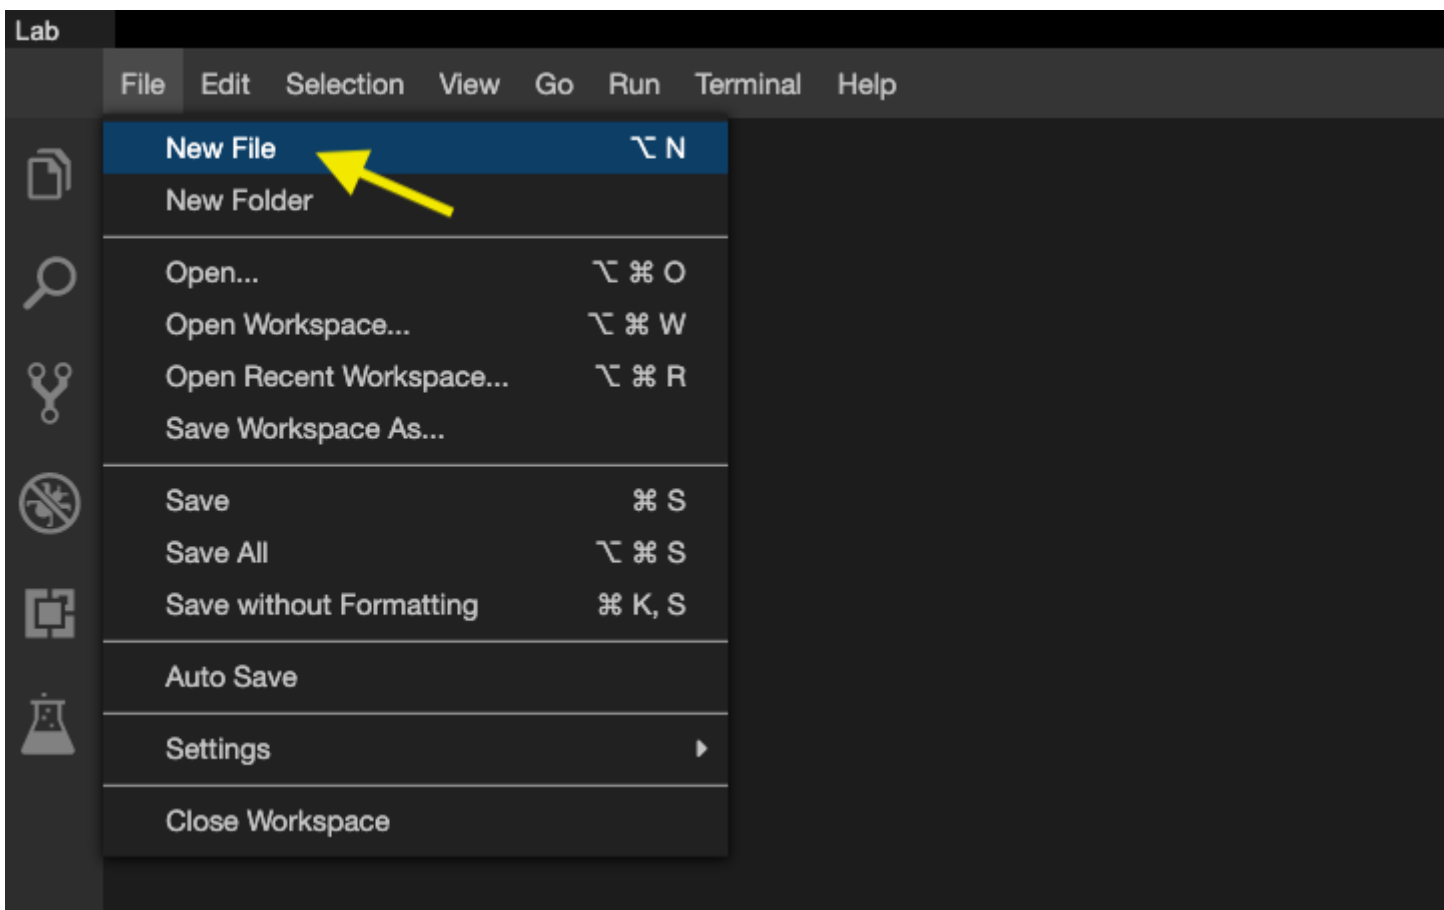 Lab
File Edit Selection View Go Run Terminal Help
New File ⌥ N
New Folder
Open... ⌥ ⌘ O
Open Workspace... ⌥ ⌘ W
Open Recent Workspace... ⌥ ⌘ R
Save Workspace As...
Save ⌘ S
Save All ⌥ ⌘ S
Save without Formatting ⌘ K, S
Auto Save
Settings
Close Workspace